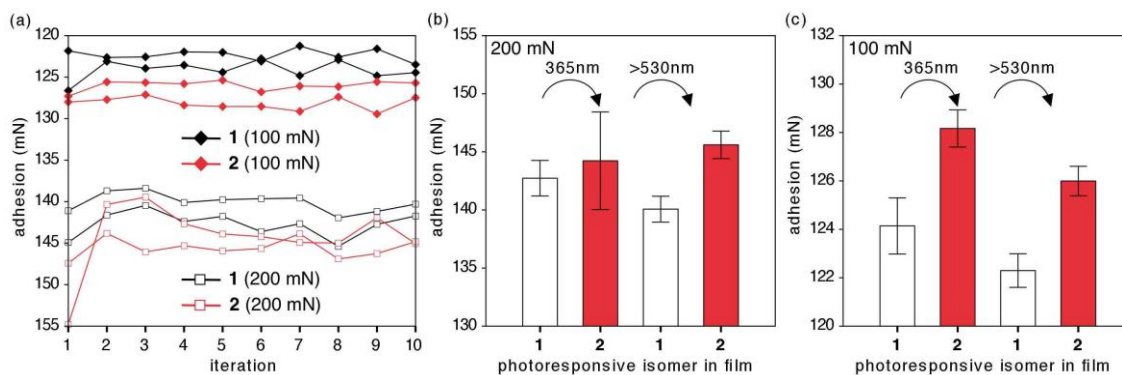 (a)
120
125
130
135
140
145
150
155
adhesion (mN)
1 (100 mN)
2 (100 mN)
1 (200 mN)
2 (200 mN)
1 2 3 4 5 6 7 8 9 10
iteration
(b)
200 mN
365nm >530nm
155
150
145
140
135
130
adhesion (mN)
1 2 1 2
photoresponsive isomer in film
(c)
100 mN
365nm >530nm
132
130
128
126
124
122
120
adhesion (mN)
1 2 1 2
photoresponsive isomer in film